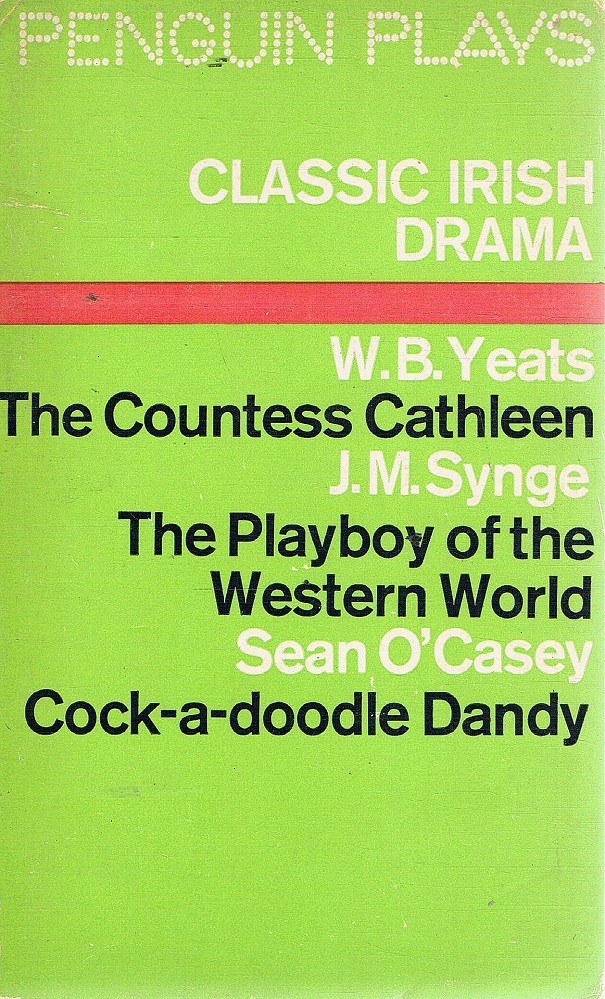 PENGUIN PLAYS
CLASSIC IRISH
DRAMA
W.B.Yeats
The Countess Cathleen
J.M.Synge
The Playboy of the
Western World
Sean O'Casey
Cock-a-doodle Dandy